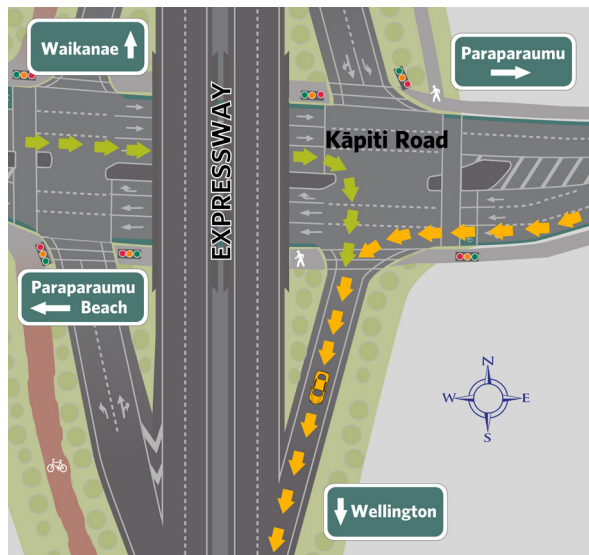 Waikanae
Paraparaumu
Kāpiti Road
EXPRESSWAY
Paraparaumu
Beach
N
W E
S
Wellington